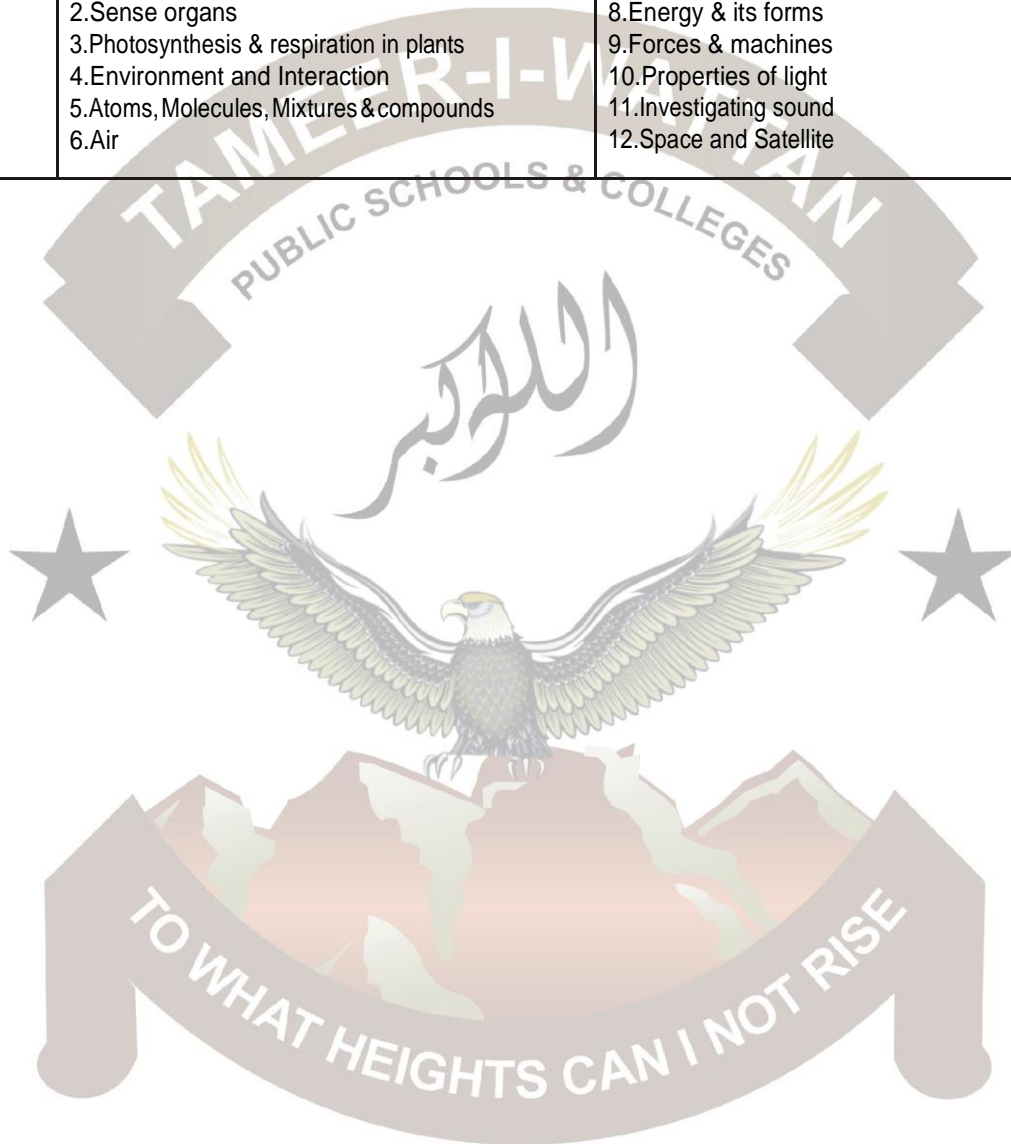 2.Sense organs
3.Photosynthesis & respiration in plants
4.Environment and Interaction
5.Atoms, Molecules, Mixtures & compounds
6.Air
8.Energy & its forms
9.Forces & machines
10.Properties of light
11.Investigating sound
12.Space and Satellite
TAMEER-I-WATTAN
PUBLIC SCHOOLS & COLLEGES
الله اکبر
TO WHAT HEIGHTS CAN I NOT RISE